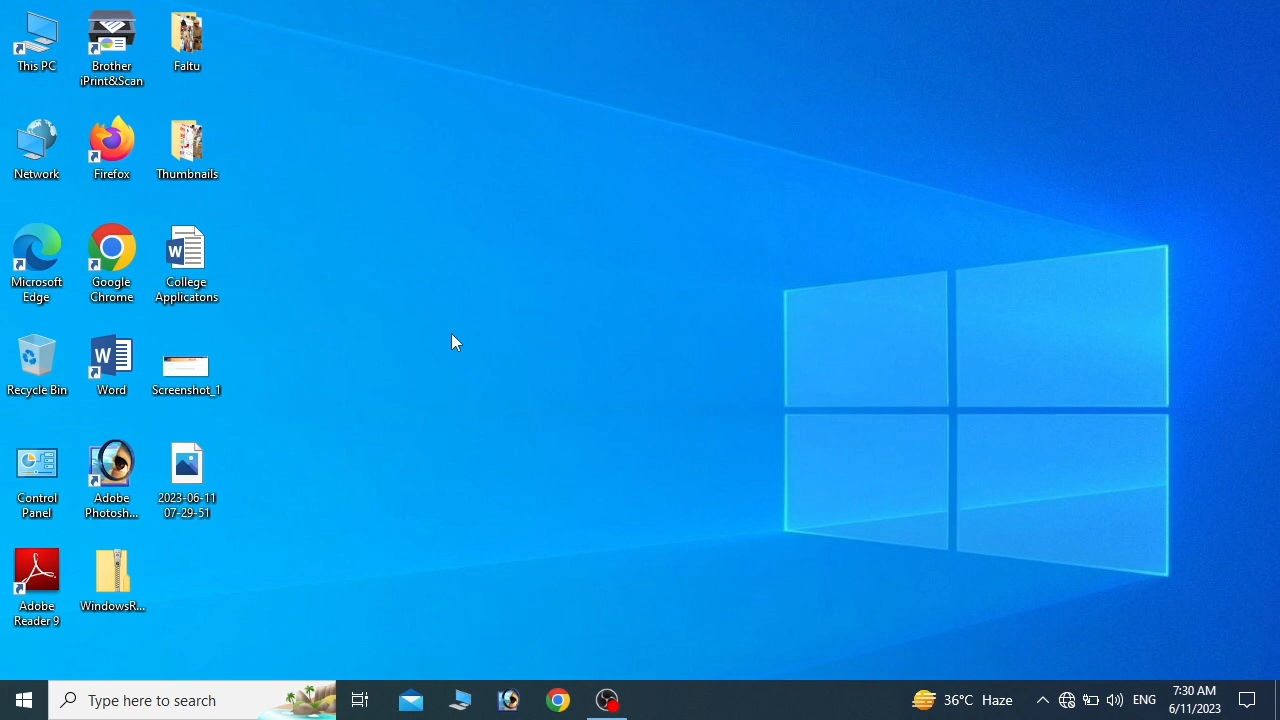 This PC
Brother
iPrint&Scan
Faltu
Network
Firefox
Thumbnails
Microsoft
Edge
Google
Chrome
College
Applicatons
Recycle Bin
Word
Screenshot_1
Control
Panel
Adobe
Photosh...
2023-06-11
07-29-51
Adobe
Reader 9
WindowsR...
Type here to search
36°C Haze
ENG
7:30 AM
6/11/2023